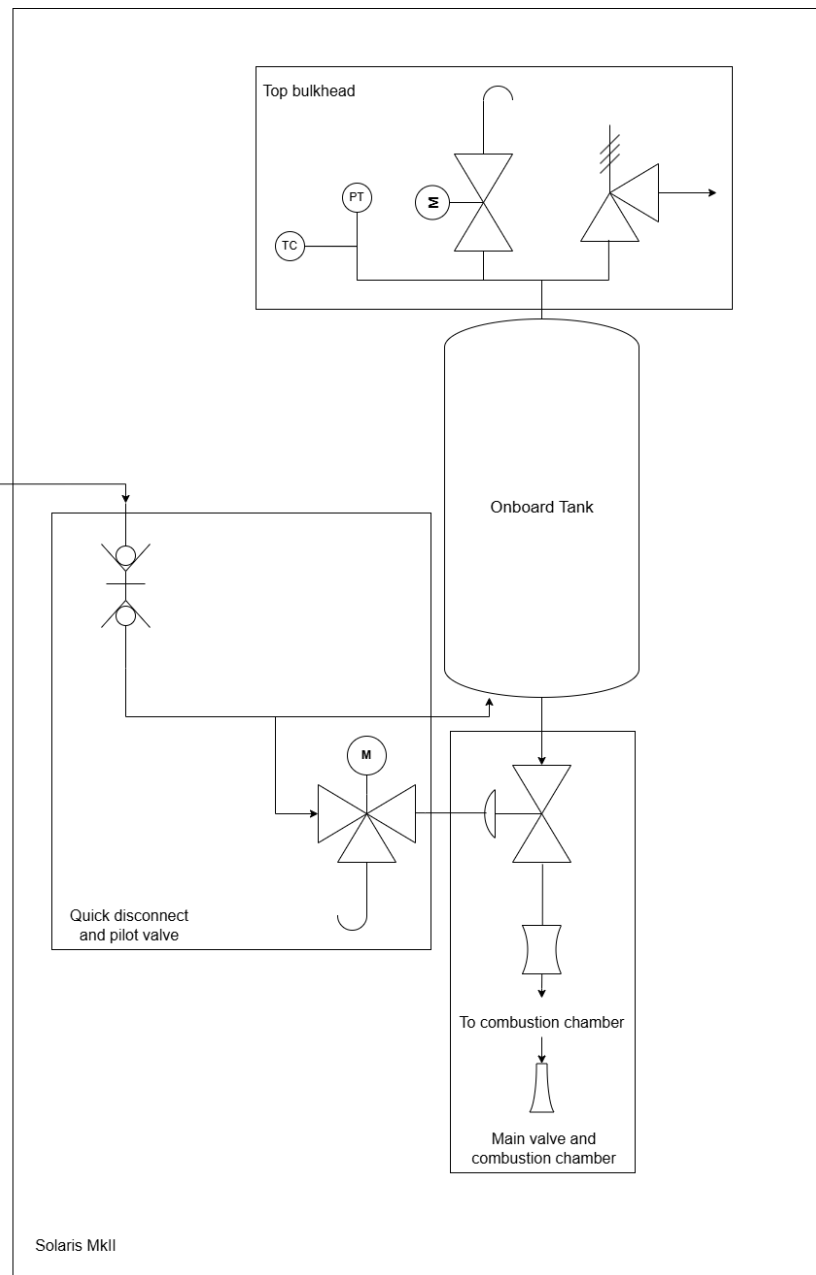 Top bulkhead
PT
M
TC
Onboard Tank
M
Quick disconnect
and pilot valve
To combustion chamber
Main valve and
combustion chamber
Solaris MkII